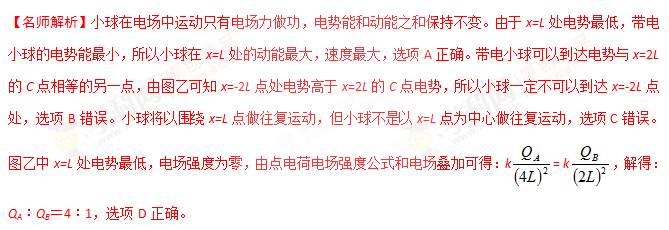 【名师解析】小球在电场中运动只有电场力做功，电势能和动能之和保持不变。由于 x=L 处电势最低，带电
小球的电势能最小，所以小球在 x=L 处的动能最大，速度最大，选项 A 正确。带电小球可以到达电势与 x=2L
的 C 点相等的另一点，由图乙可知 x=-2L 点处电势高于 x=2L 的 C 点电势，所以小球一定不可以到达 x=-2L 点
处，选项 B 错误。小球将以围绕 x=L 点做往复运动，但小球不是以 x=L 点为中心做往复运动，选项 C 错误。
图乙中 x=L 处电势最低，电场强度为零，由点电荷电场强度公式和电场叠加可得：k\frac{Q_A}{(4L)^2}=k\frac{Q_B}{(2L)^2}，解得：
Q_A∶Q_B＝4∶1，选项 D 正确。